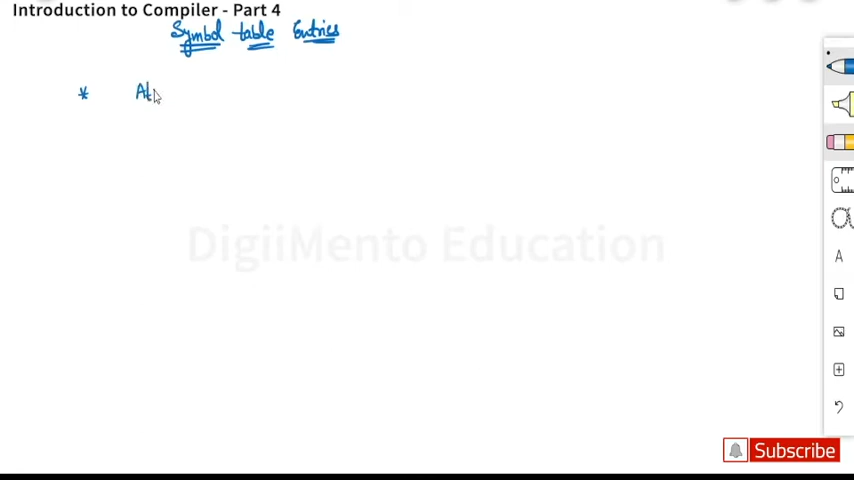 Introduction to Compiler - Part 4
Symbol table Entries
* At
DigiiMento Education
A
Subscribe